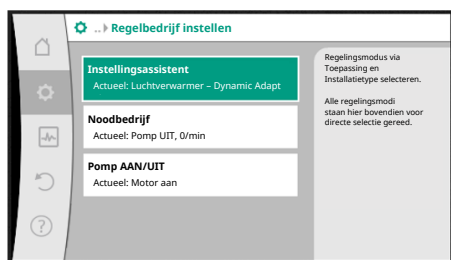 .. Regelbedrijf instellen
Instellingsassistent
Actueel: Luchtverwarmer – Dynamic Adapt
Noodbedrijf
Actueel: Pomp UIT, 0/min
Pomp AAN/UIT
Actueel: Motor aan
Regelingsmodus via
Toepassing en
Installatietype selecteren.
Alle regelingsmodi
staan hier bovendien voor
directe selectie gereed.
?